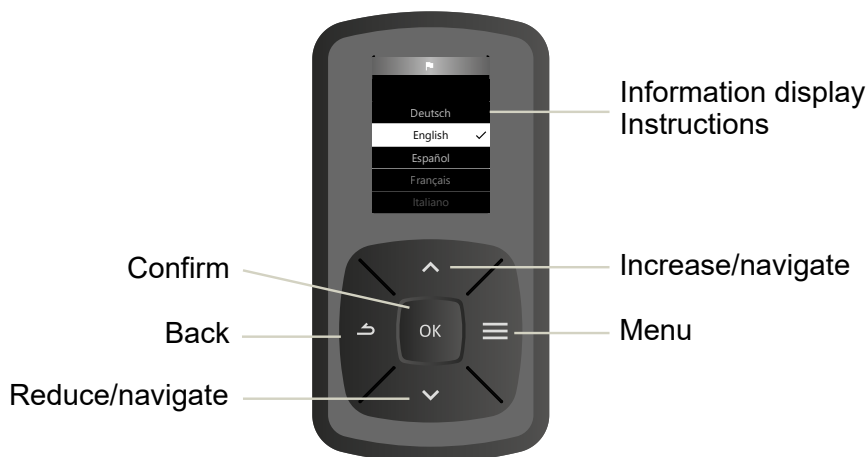 Deutsch
English
Español
Français
Italiano
Information display
Instructions
Confirm
Increase/navigate
Back
OK
Menu
Reduce/navigate